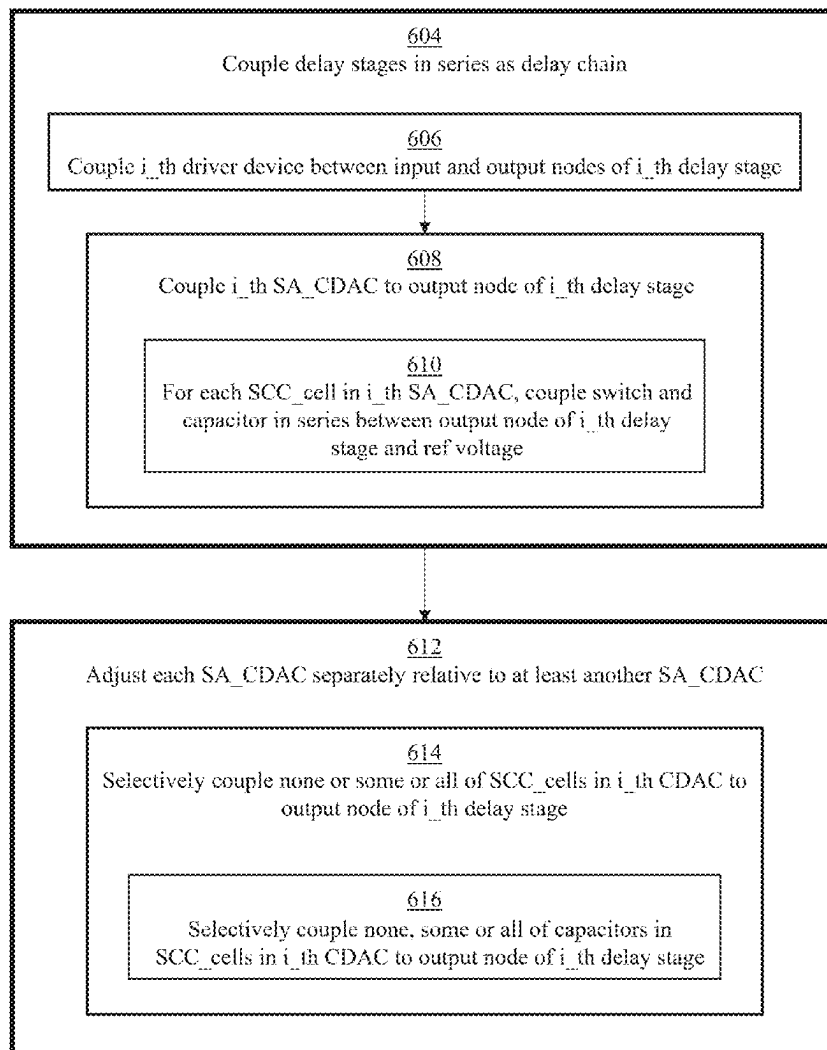 604
Couple delay stages in series as delay chain
606
Couple i_th driver device between input and output nodes of i_th delay stage
608
Couple i_th SA_CDAC to output node of i_th delay stage
610
For each SCC_cell in i_th SA_CDAC, couple switch and
capacitor in series between output node of i_th delay
stage and ref voltage
612
Adjust each SA_CDAC separately relative to at least another SA_CDAC
614
Selectively couple none or some or all of SCC_cells in i_th CDAC to
output node of i_th delay stage
616
Selectively couple none, some or all of capacitors in
SCC_cells in i_th CDAC to output node of i_th delay stage